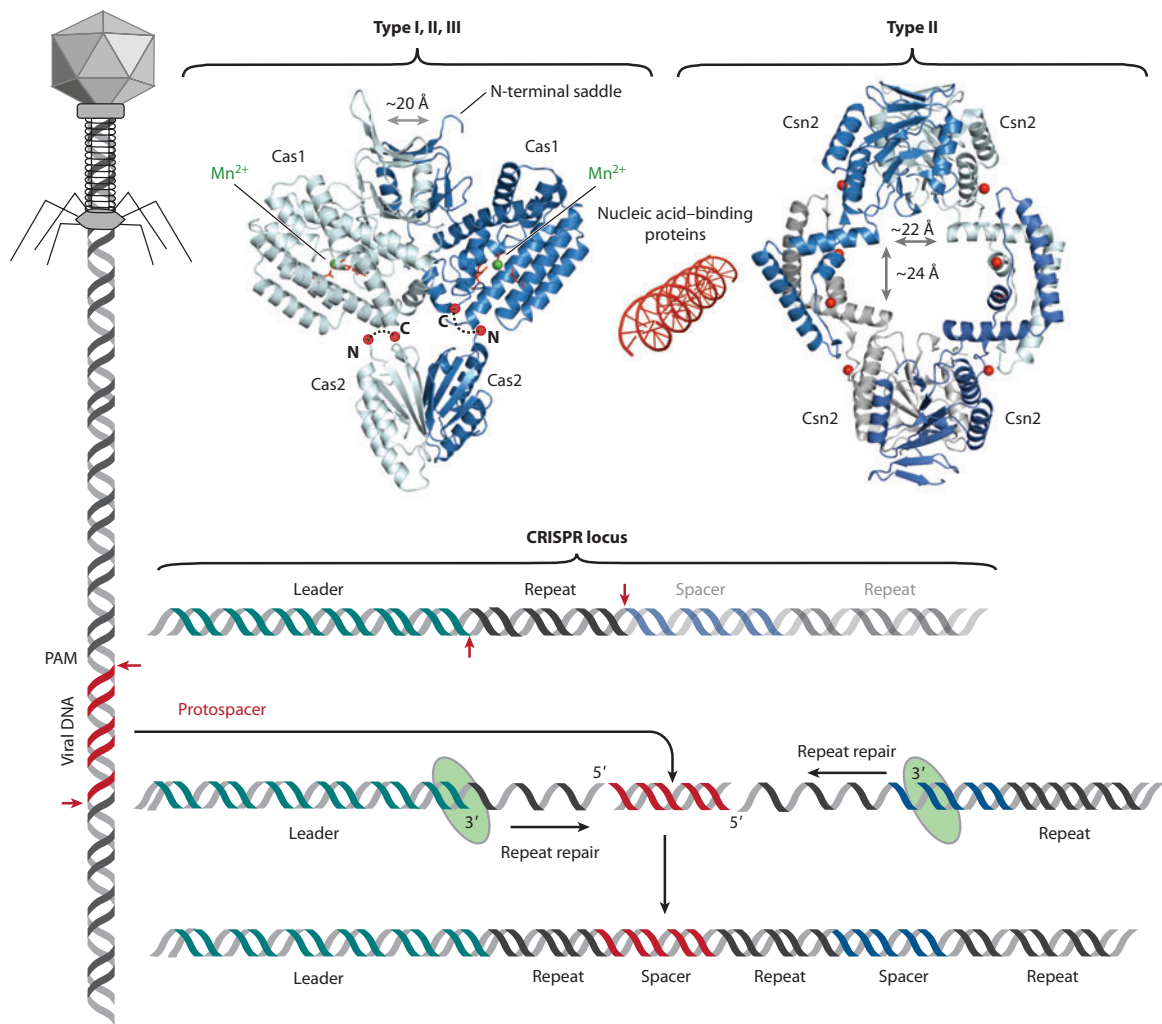 Type I, II, III
Type II
~20 Å
N-terminal saddle
Cas1
Cas1
Mn2+
Mn2+
N
C
C
N
Cas2
Cas2
Nucleic acid–binding
proteins
Csn2
Csn2
~22 Å
~24 Å
Csn2
Csn2
CRISPR locus
Leader
Repeat
Spacer
Repeat
PAM
Viral DNA
Protospacer
Repeat repair
5′
3′
3′
5′
Leader
Repeat repair
Repeat
Leader
Repeat
Spacer
Repeat
Spacer
Repeat